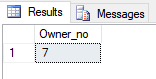 Results Messages
Owner_no
1 7